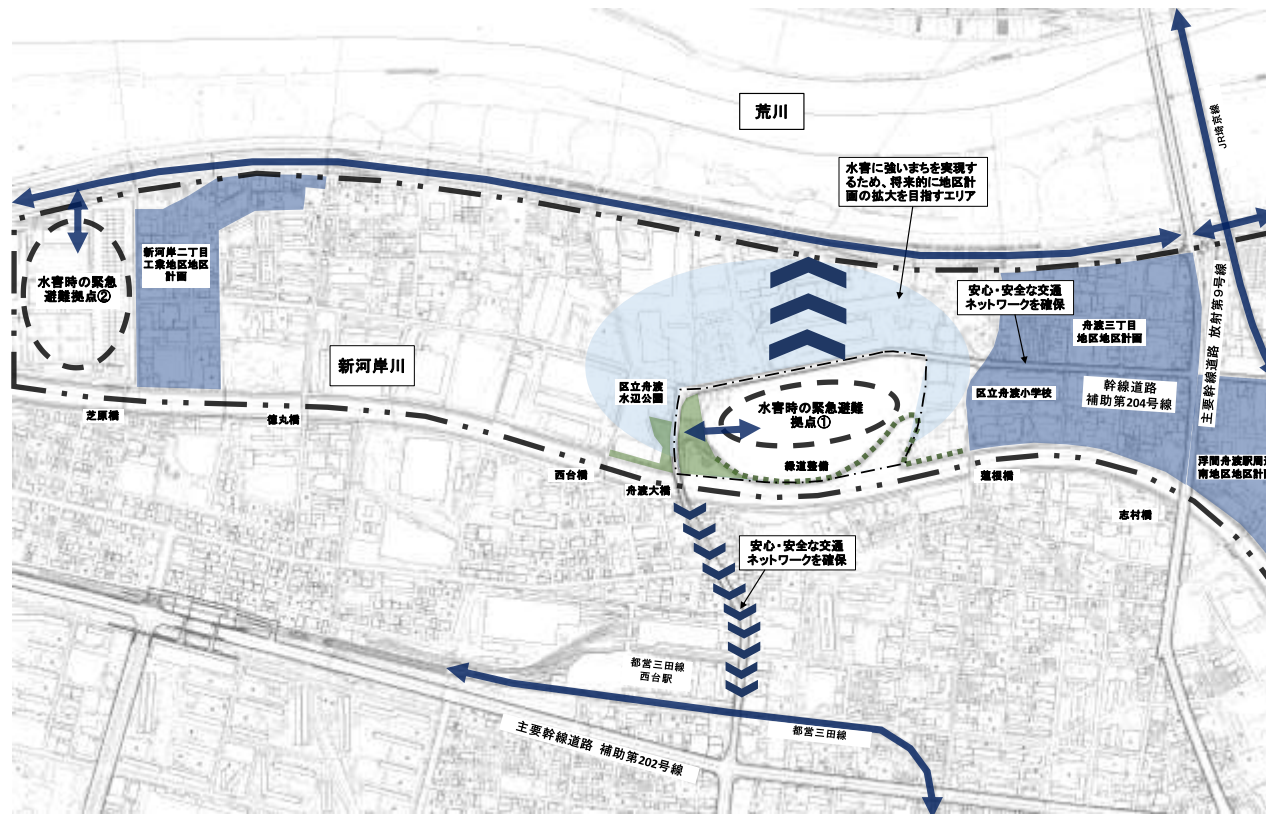 荒川
JR埼京線
水害に強いまちを実現す
るため、将来的に地区計
画の拡大を目指すエリア
新河岸二丁目
工業地区地区
計画
水害時の緊急
避難拠点②
安心・安全な交通
ネットワークを確保
舟渡三丁目
地区地区計画
主要幹線道路 放射第9号線
新河岸川
区立舟渡
水辺公園
区立舟渡小学校
幹線道路
補助第204号線
水害時の緊急避難
拠点①
芝原橋
徳丸橋
西台橋
舟渡大橋
緑道整備
蓮根橋
浮間舟渡駅周辺
南地区地区計画
志村橋
安心・安全な交通
ネットワークを確保
都営三田線
西台駅
都営三田線
主要幹線道路 補助第202号線